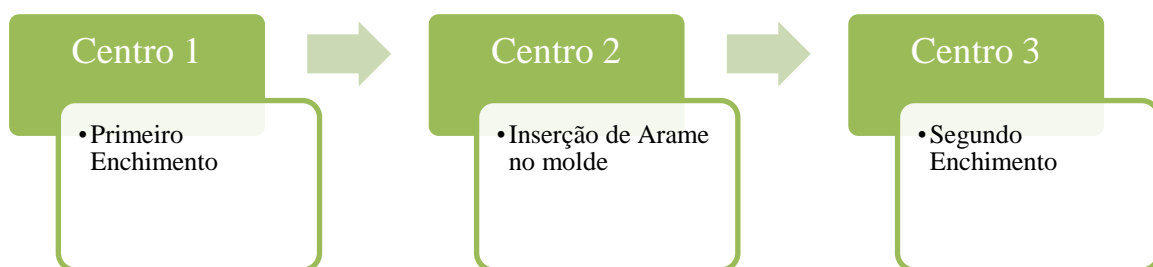 Centro 1
•Primeiro
Enchimento
Centro 2
•Inserção de Arame
no molde
Centro 3
•Segundo
Enchimento